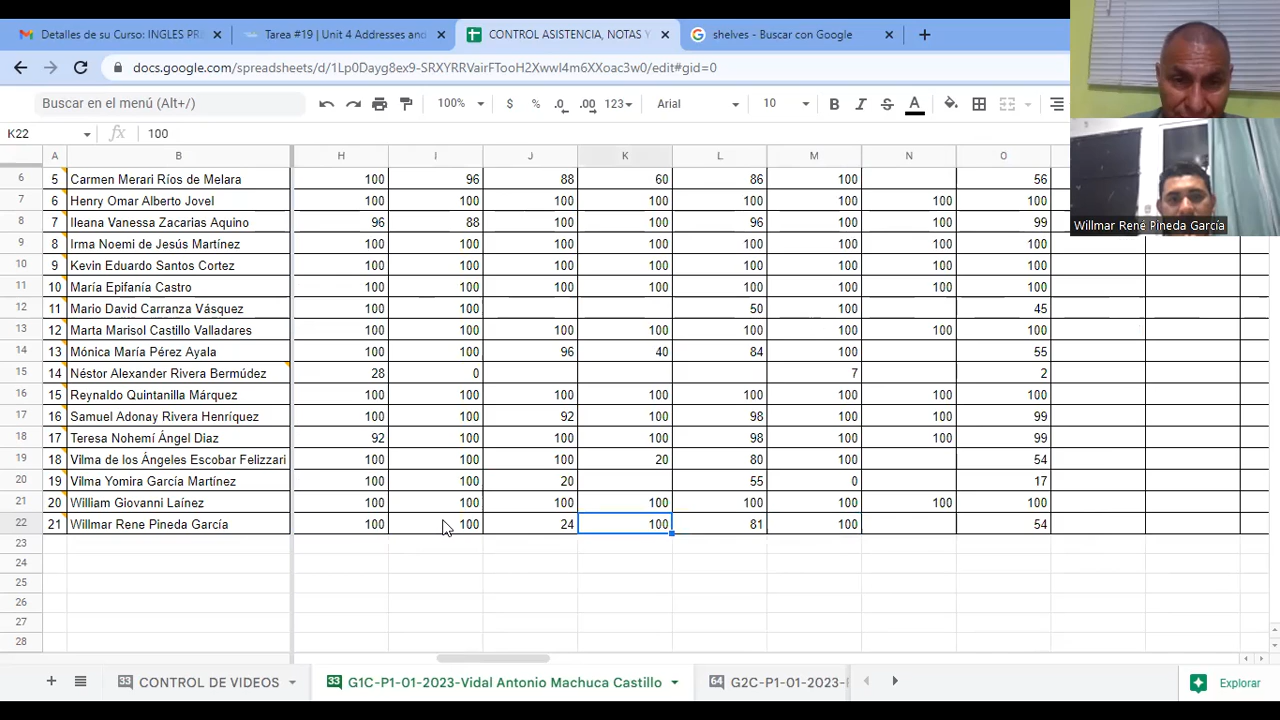 Detalles de su Curso: INGLES PR
Tarea #19 | Unit 4 Addresses and
CONTROL ASISTENCIA, NOTAS Y
shelves - Buscar con Google
docs.google.com/spreadsheets/d/1Lp0Dayg8ex9-SRXYRRVairFTooH2XwwI4m6XXoac3w0/edit#gid=0
Buscar en el menú (Alt+/)
100%
$ % .0 .00 123
Arial
10
B I S A
K22
fx
100
A B H I J K L M N O
6 5 Carmen Merari Ríos de Melara 100 96 88 60 86 100 56
7 6 Henry Omar Alberto Jovel 100 100 100 100 100 100 100 100
8 7 Ileana Vanessa Zacarias Aquino 96 88 100 100 96 100 100 99
9 8 Irma Noemi de Jesús Martínez 100 100 100 100 100 100 100 100
10 9 Kevin Eduardo Santos Cortez 100 100 100 100 100 100 100 100
11 10 María Epifanía Castro 100 100 100 100 100 100 100 100
12 11 Mario David Carranza Vásquez 100 100 50 100 45
13 12 Marta Marisol Castillo Valladares 100 100 100 100 100 100 100 100
14 13 Mónica María Pérez Ayala 100 100 96 40 84 100 55
15 14 Néstor Alexander Rivera Bermúdez 28 0 7 2
16 15 Reynaldo Quintanilla Márquez 100 100 100 100 100 100 100 100
17 16 Samuel Adonay Rivera Henríquez 100 100 92 100 98 100 100 99
18 17 Teresa Nohemí Ángel Diaz 92 100 100 100 98 100 100 99
19 18 Vilma de los Ángeles Escobar Felizzari 100 100 100 20 80 100 54
20 19 Vilma Yomira García Martínez 100 100 20 55 0 17
21 20 William Giovanni Laínez 100 100 100 100 100 100 100 100
22 21 Willmar Rene Pineda García 100 100 24 100 81 100 54
23
24
25
26
27
28
Willmar René Pineda García
33 CONTROL DE VIDEOS
33 G1C-P1-01-2023-Vidal Antonio Machuca Castillo
64 G2C-P1-01-2023-
Explorar